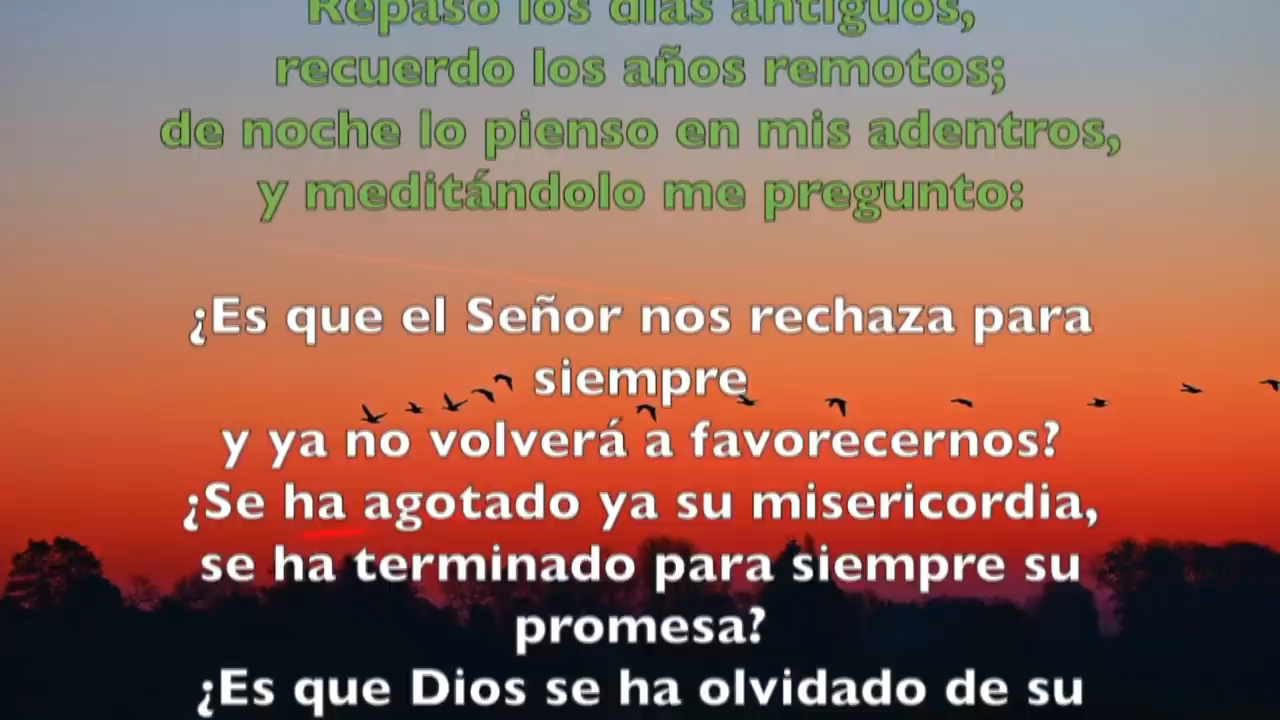 Repaso los días antiguos,
recuerdo los años remotos;
de noche lo pienso en mis adentros,
y meditándolo me pregunto:
¿Es que el Señor nos rechaza para
siempre
y ya no volverá a favorecernos?
¿Se ha agotado ya su misericordia,
se ha terminado para siempre su
promesa?
¿Es que Dios se ha olvidado de su